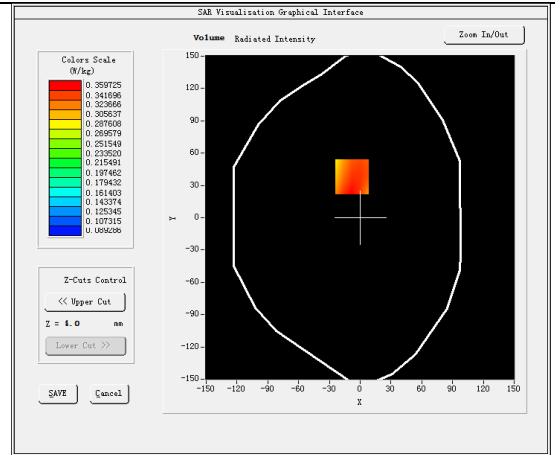 SAR Visualisation Graphical Interface
Volume Radiated Intensity
Zoom In/Out
Colors Scale
(W/kg)
0.359725
0.341696
0.323666
0.305637
0.287608
0.269579
0.251549
0.233520
0.215491
0.197462
0.179432
0.161403
0.143374
0.125345
0.107315
0.089286
Z-Cuts Control
<< Upper Cut
Z = 4.0 mm
Lower Cut >>
SAVE
Cancel
150
120
90
60
30
0
-30
-60
-90
-120
-150
Y
-150 -120 -90 -60 -30 0 30 60 90 120 150
X